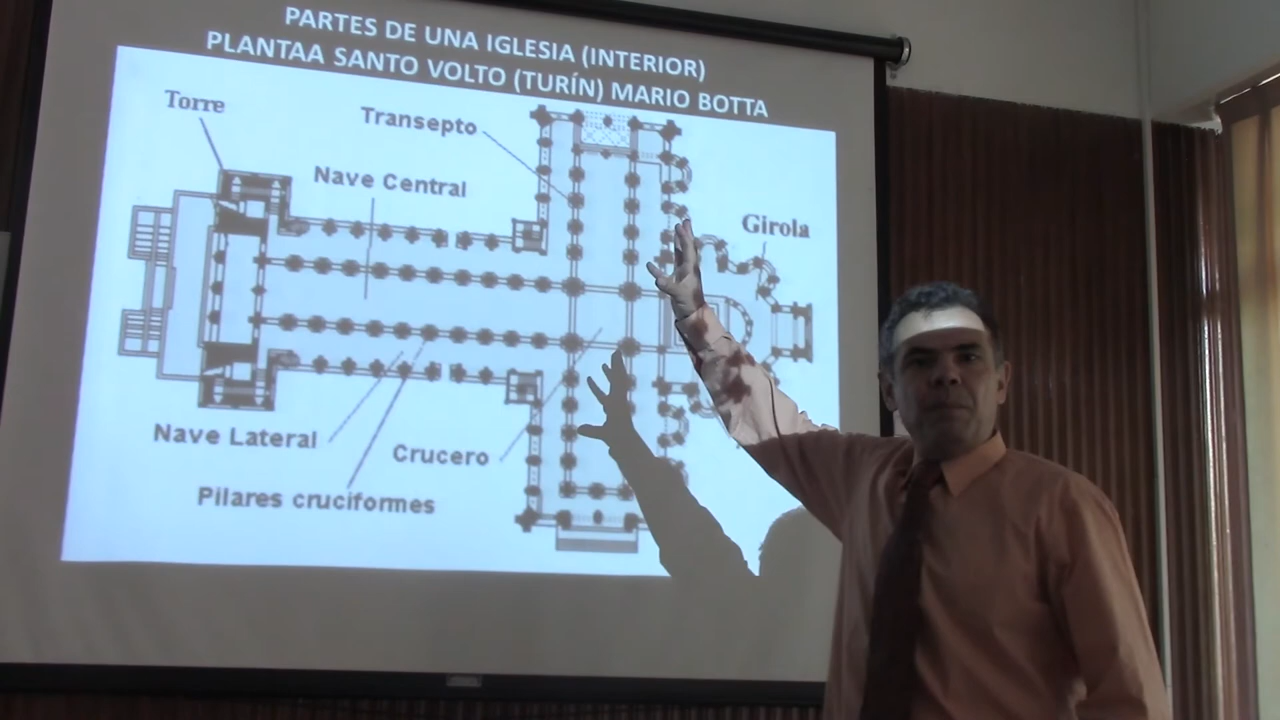 PARTES DE UNA IGLESIA (INTERIOR)
PLANTAA SANTO VOLTO (TURÍN) MARIO BOTTA
Torre
Transepto
Nave Central
Girola
Nave Lateral
Crucero
Pilares cruciformes